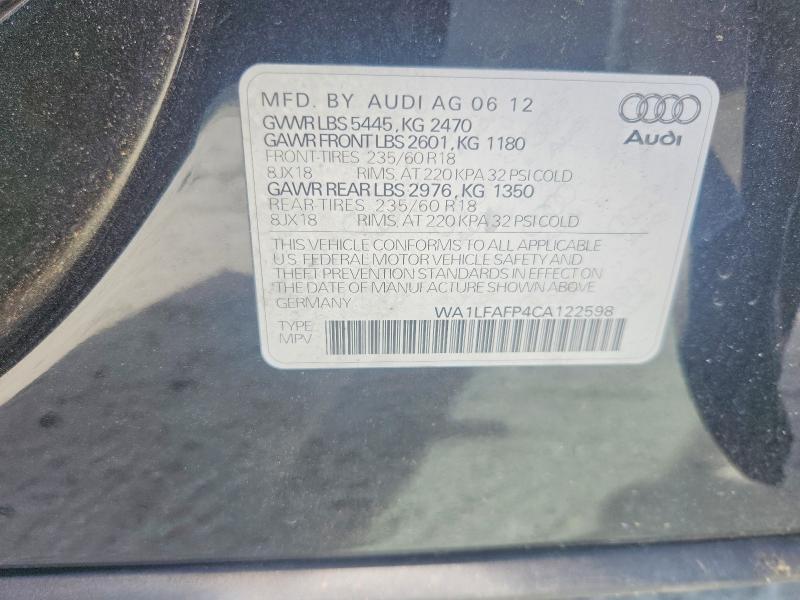 MFD. BY AUDI AG 06 12
GVWR LBS 5445, KG 2470
GAWR FRONT LBS 2601, KG 1180
FRONT-TIRES 235/60 R18
8JX18 RIMS, AT 220 KPA 32 PSI COLD
GAWR REAR LBS 2976, KG 1350
REAR TIRES 235/60 R18
8JX18 RIMS, AT 220 KPA 32 PSI COLD
Audi
THIS VEHICLE CONFORMS TO ALL APPLICABLE
U.S. FEDERAL MOTOR VEHICLE SAFETY AND
THEFT PREVENTION STANDARDS IN EFFECT ON
THE DATE OF MANUFACTURE SHOWN ABOVE.
GERMANY WA1LFAFP4CA122598
TYPE
MPV